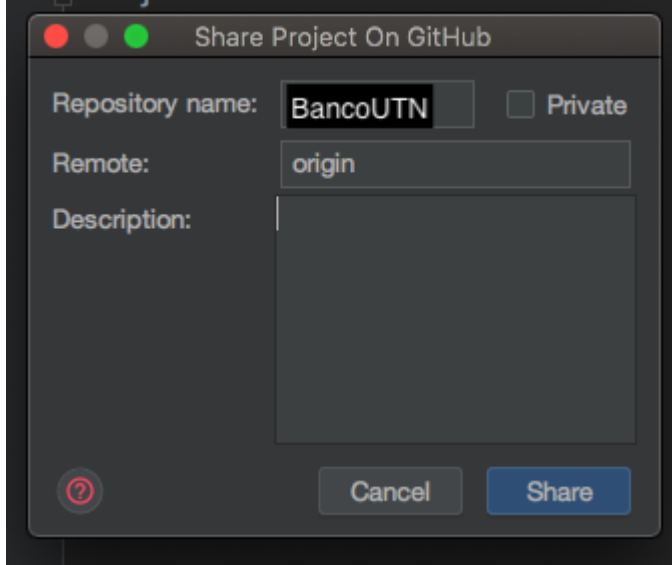 Share Project On GitHub
Repository name: BancoUTN Private
Remote: origin
Description:
Cancel Share